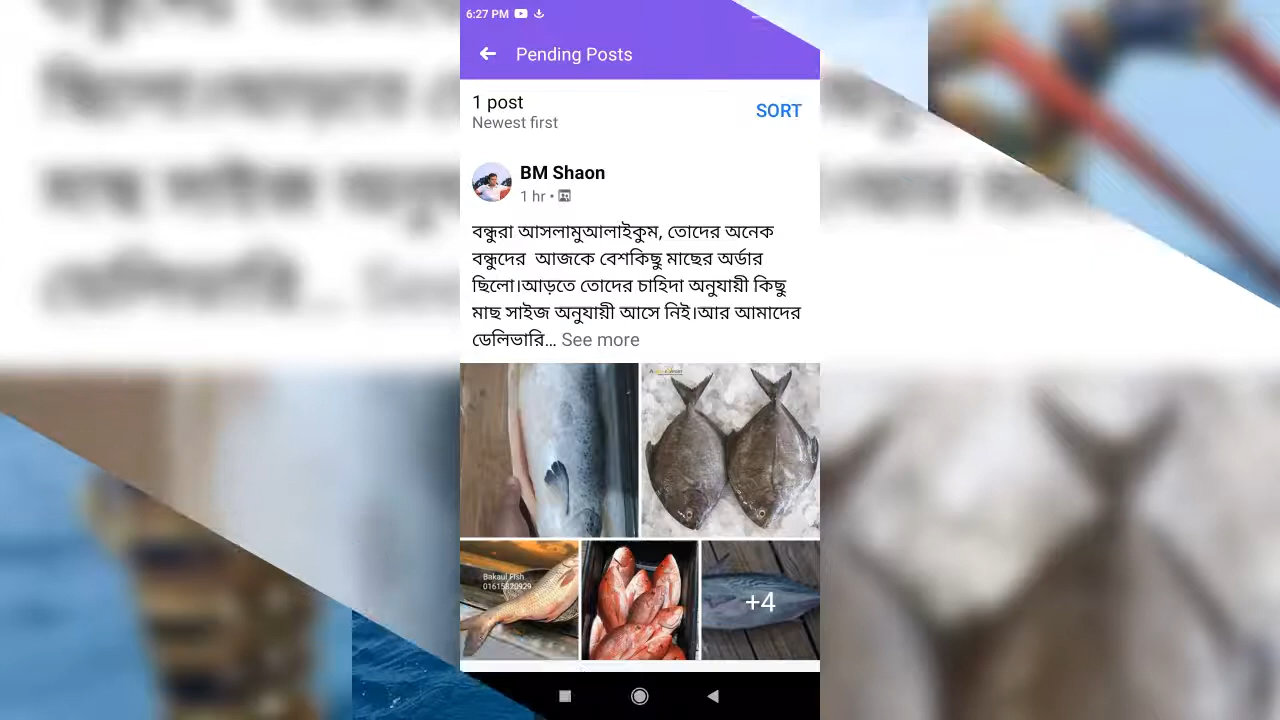 6:27 PM
Pending Posts
1 post
Newest first
SORT
BM Shaon
1 hr •
বন্ধুরা আসলামুআলাইকুম, তোদের অনেক
বন্ধুদের আজকে বেশকিছু মাছের অর্ডার
ছিলো।আড়তে তোদের চাহিদা অনুযায়ী কিছু
মাছ সাইজ অনুযায়ী আসে নিই।আর আমাদের
ডেলিভারি... See more
Bakaul Fish
01615820929
+4